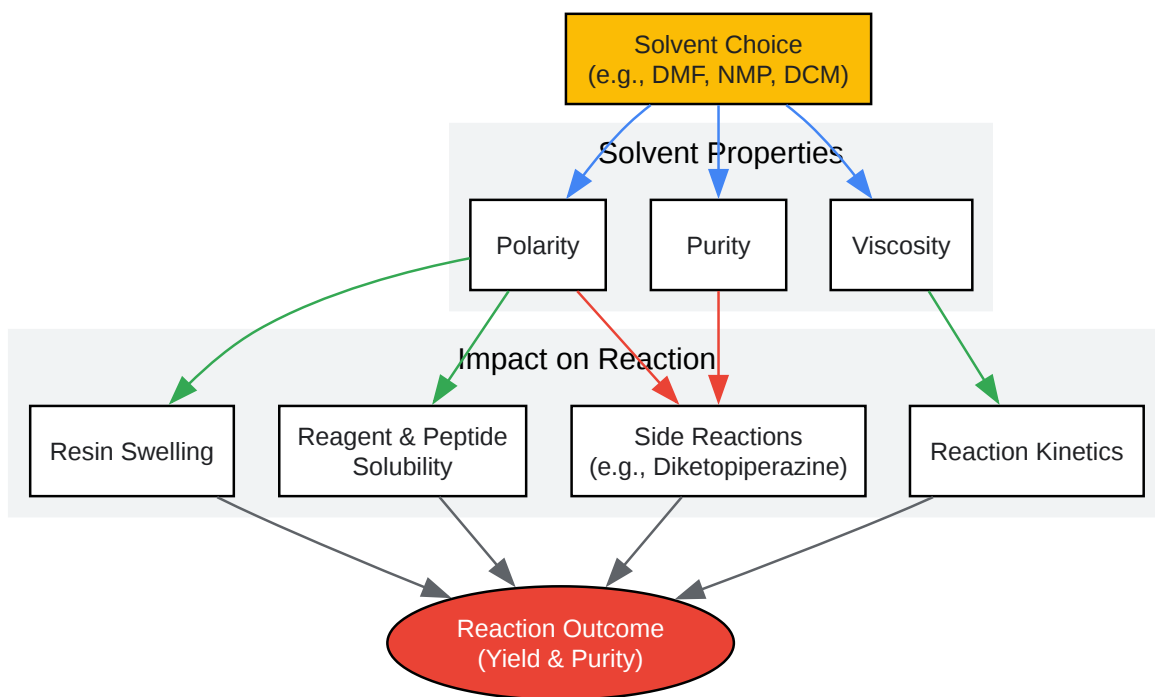 Solvent Choice
(e.g., DMF, NMP, DCM)
Solvent Properties
Polarity
Purity
Viscosity
Impact on Reaction
Resin Swelling
Reagent & Peptide
Solubility
Side Reactions
(e.g., Diketopiperazine)
Reaction Kinetics
Reaction Outcome
(Yield & Purity)